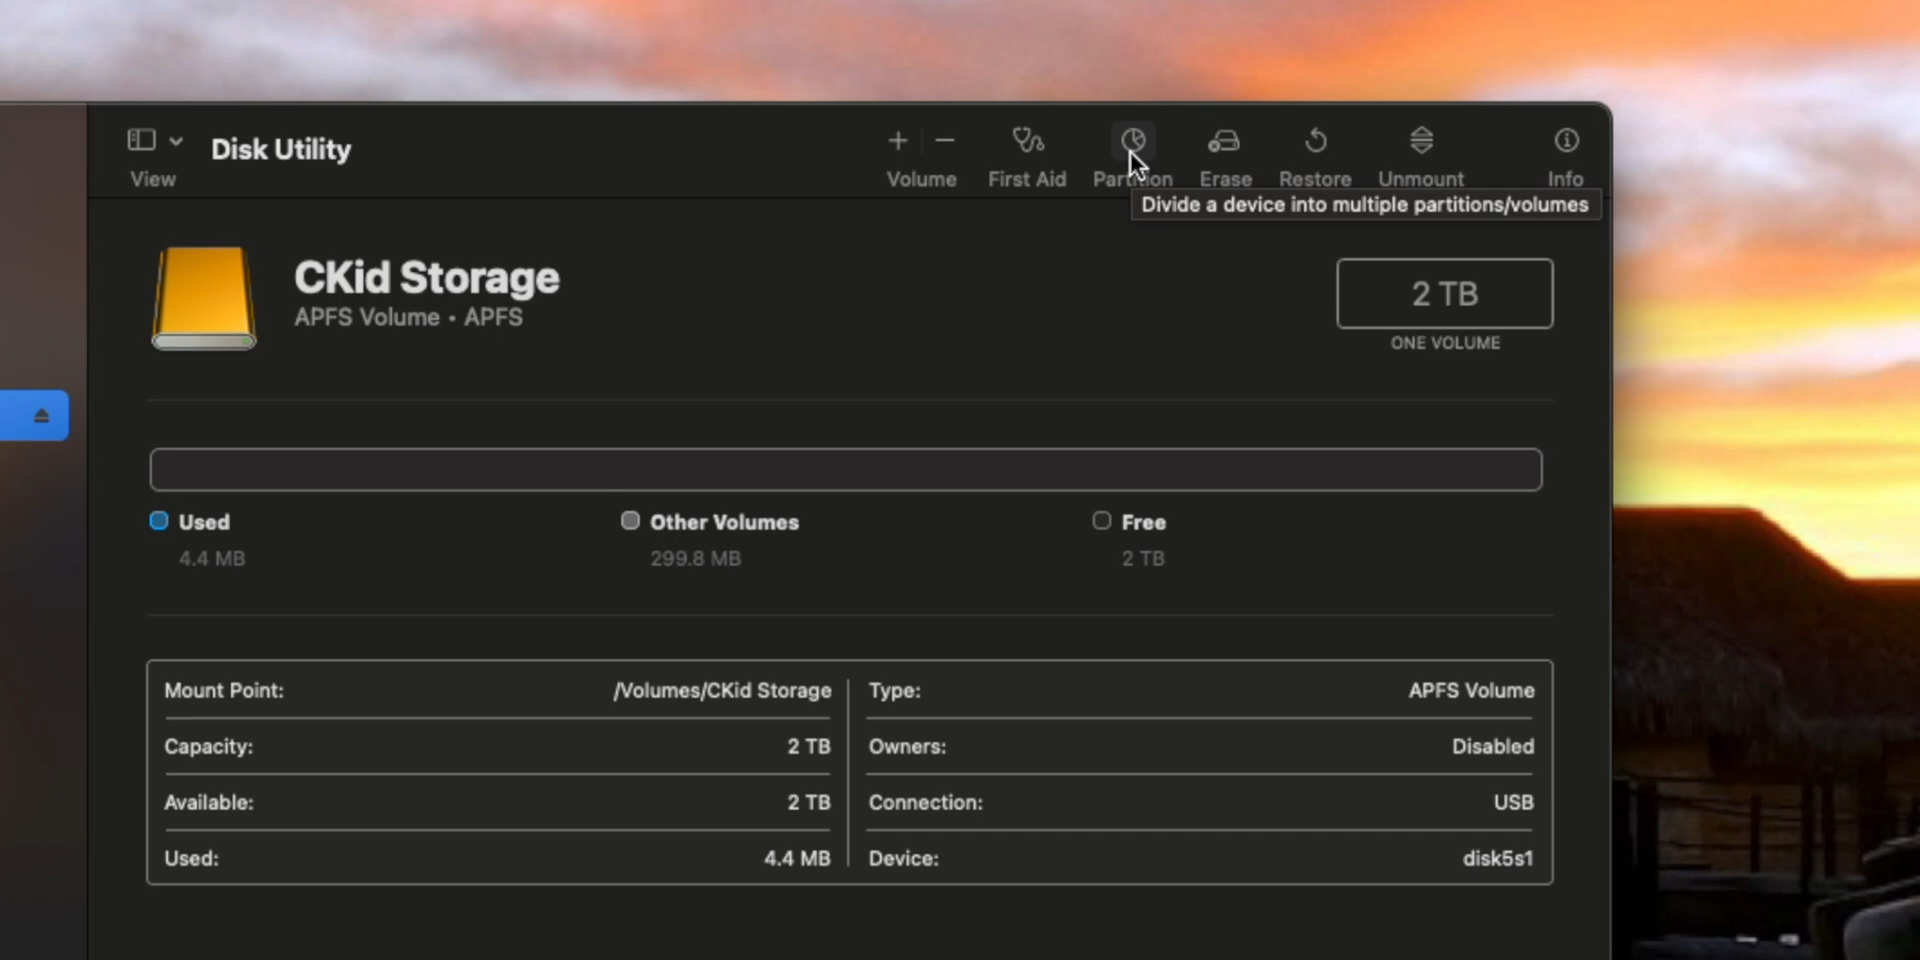 Disk Utility
View
Volume
First Aid
Partition
Erase
Restore
Unmount
Info
Divide a device into multiple partitions/volumes
CKid Storage
APFS Volume • APFS
2 TB
ONE VOLUME
Used
4.4 MB
Other Volumes
299.8 MB
Free
2 TB
Mount Point: /Volumes/CKid Storage
Capacity: 2 TB
Available: 2 TB
Used: 4.4 MB
Type: APFS Volume
Owners: Disabled
Connection: USB
Device: disk5s1